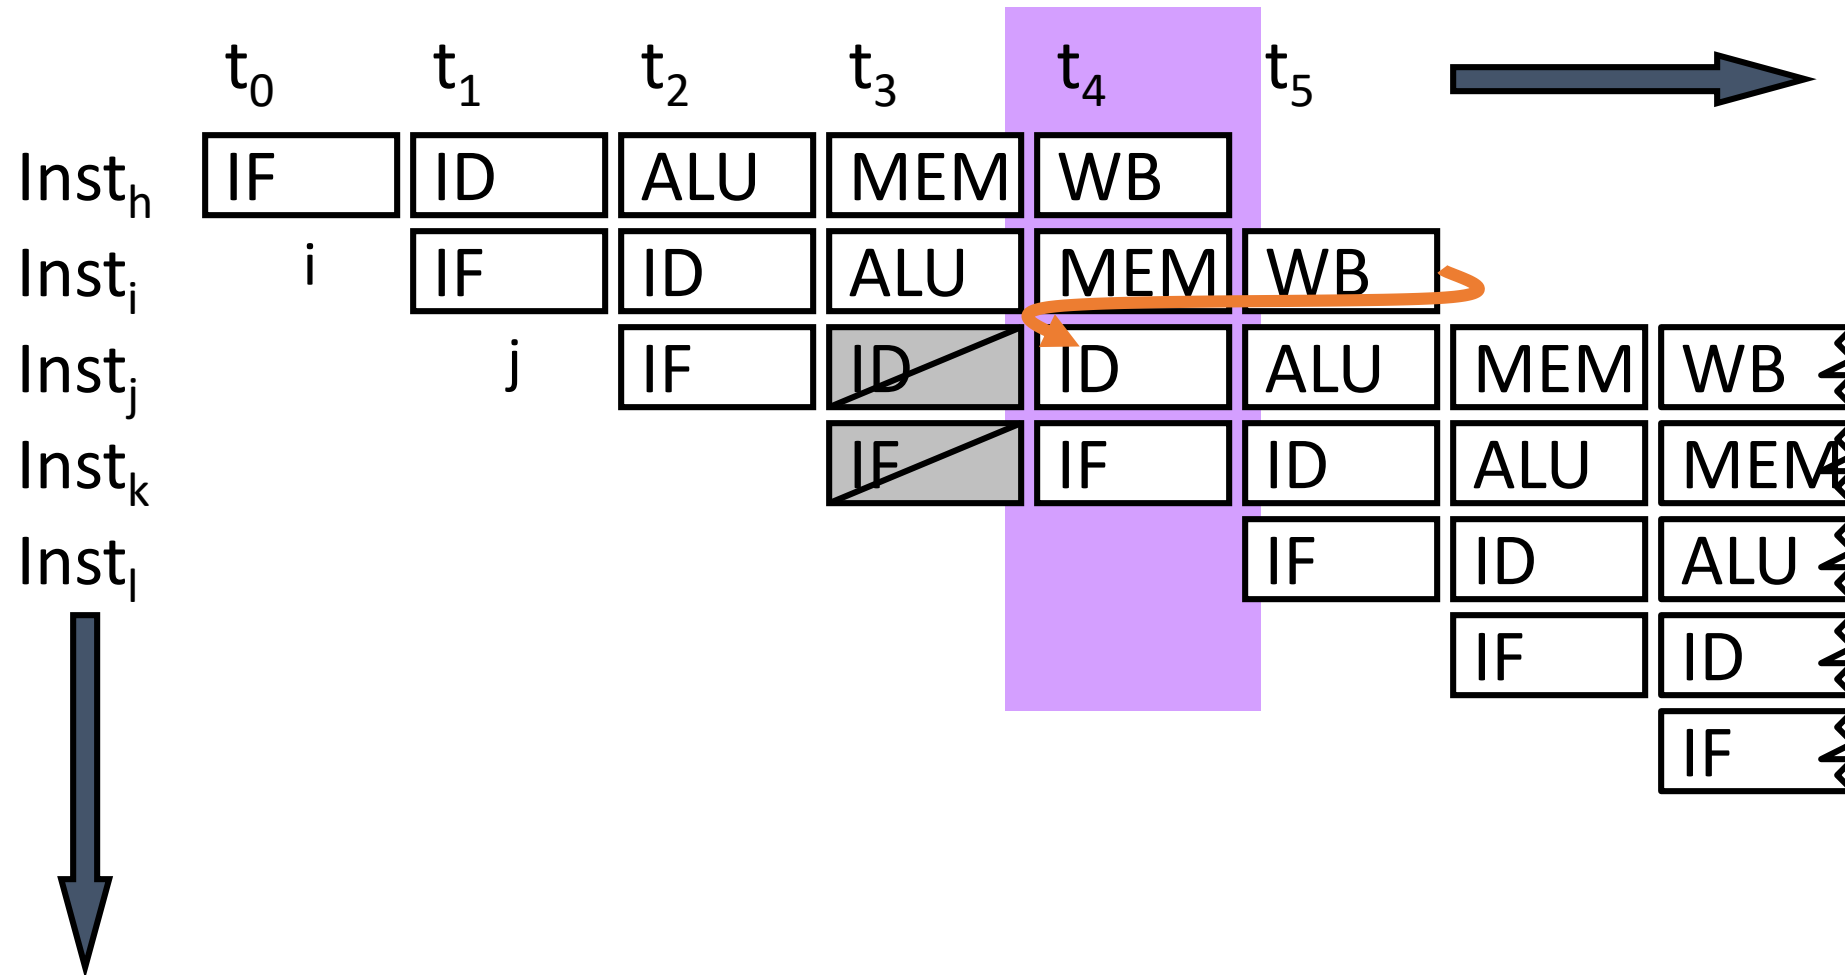 t₀ t₁ t₂ t₃ t₄ t₅
Instₕ IF ID ALU MEM WB
Instᵢ i IF ID ALU MEM WB
Instⱼ j IF ID ID ALU MEM WB
Instₖ IF IF ID ALU MEM
Instₗ IF ID ALU
IF ID
IF